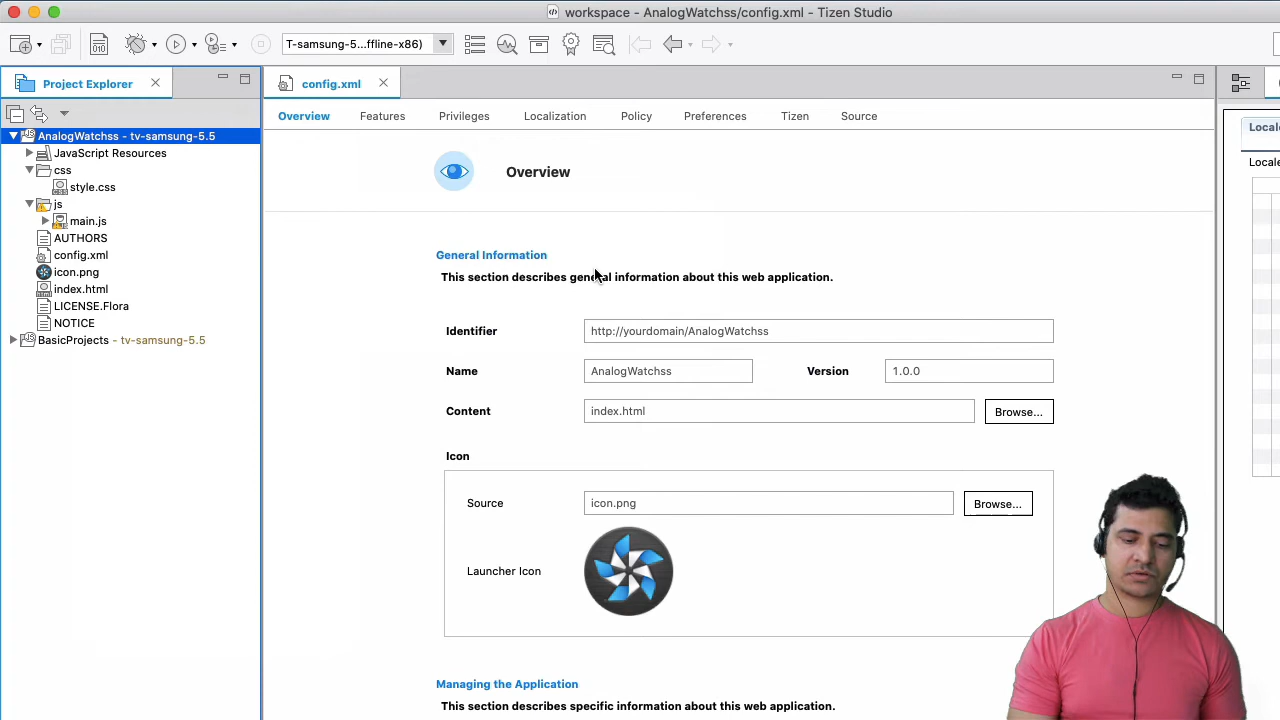 workspace - AnalogWatchss/config.xml - Tizen Studio
010
T-samsung-5...ffline-x86)
Project Explorer
config.xml
Overview Features Privileges Localization Policy Preferences Tizen Source
AnalogWatchss - tv-samsung-5.5
JavaScript Resources
css
style.css
js
main.js
AUTHORS
config.xml
icon.png
index.html
LICENSE.Flora
NOTICE
BasicProjects - tv-samsung-5.5
Overview
General Information
This section describes general information about this web application.
Identifier http://yourdomain/AnalogWatchss
Name AnalogWatchss Version 1.0.0
Content index.html Browse...
Icon
Source icon.png Browse...
Launcher Icon
Managing the Application
This section describes specific information about this web application.
Locale
Locale